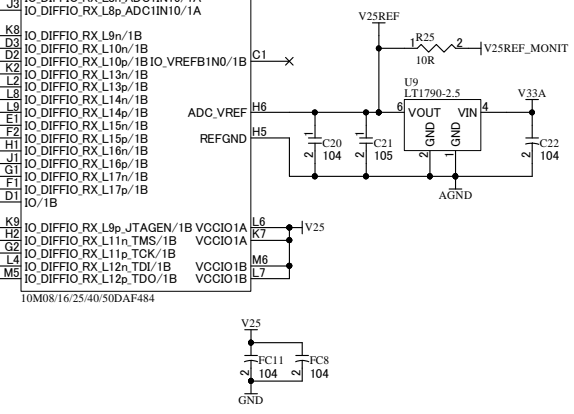 J3 IO_DIFFIO_RX_L8p_ADC1IN10/1A
K8 IO_DIFFIO_RX_L9n/1B
D3 IO_DIFFIO_RX_L10n/1B
D2 IO_DIFFIO_RX_L10p/1B IO_VREFB1N0/1B C1
K2 IO_DIFFIO_RX_L13n/1B
L2 IO_DIFFIO_RX_L13p/1B
L8 IO_DIFFIO_RX_L14n/1B
L9 IO_DIFFIO_RX_L14p/1B ADC_VREF H6
E1 IO_DIFFIO_RX_L15n/1B
F2 IO_DIFFIO_RX_L15p/1B REFGND H5
H1 IO_DIFFIO_RX_L16n/1B
J1 IO_DIFFIO_RX_L16p/1B
G1 IO_DIFFIO_RX_L17n/1B
F1 IO_DIFFIO_RX_L17p/1B
D1 IO/1B
K9 IO_DIFFIO_RX_L9p_JTAGEN/1B VCCIO1A L6 V25
H2 IO_DIFFIO_RX_L11n_TMS/1B VCCIO1A K7
G2 IO_DIFFIO_RX_L11p_TCK/1B
L4 IO_DIFFIO_RX_L12n_TDI/1B VCCIO1B M6
M5 IO_DIFFIO_RX_L12p_TDO/1B VCCIO1B L7
10M08/16/25/40/50DAF484
V25REF
R25
1 2 V25REF_MONIT
10R
U9
LT1790-2.5
V33A
6 VOUT VIN 4
GND GND
2 1
AGND
1 C20
2 104
1 C21
2 105
C22
2 104
V25
FC11 FC8
2 104 2 104
GND